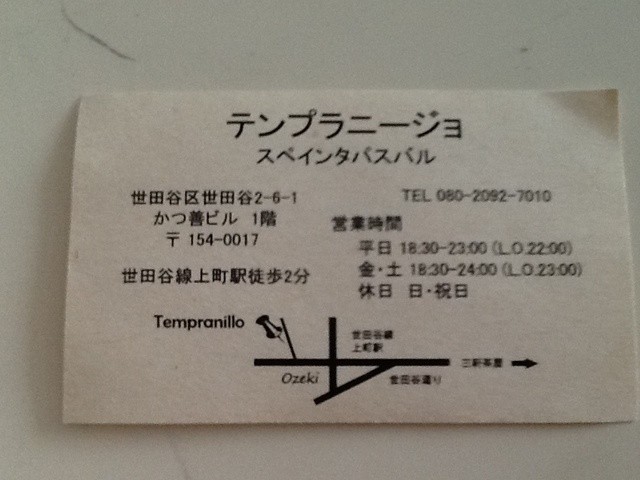 テンプラニージョ
スペインタパスバル
世田谷区世田谷2-6-1
かつ善ビル 1階
〒 154-0017
世田谷線上町駅徒歩2分
TEL 080-2092-7010
営業時間
平日 18:30-23:00 (L.O.22:00)
金・土 18:30-24:00 (L.O.23:00)
休日 日・祝日
Tempranillo
世田谷線
上町駅
三軒茶屋
Ozeki
世田谷通り